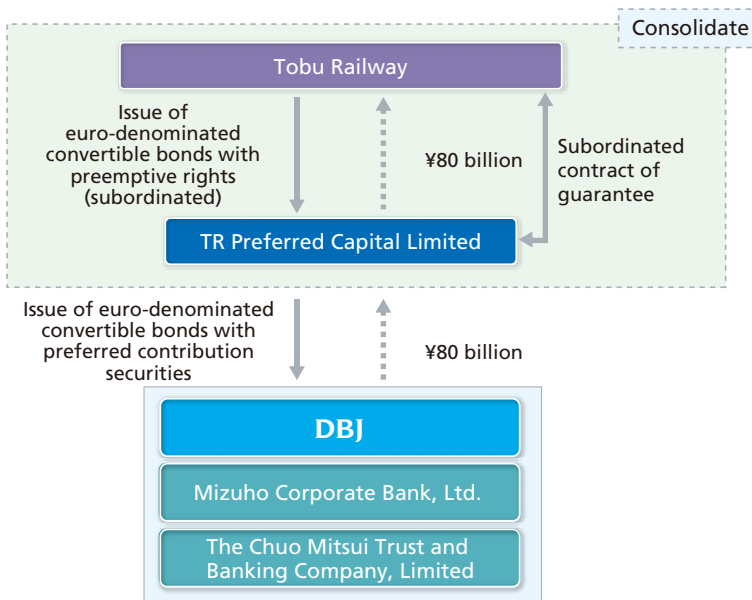 Consolidate
Tobu Railway
Issue of
euro-denominated
convertible bonds with
preemptive rights
(subordinated)
¥80 billion
Subordinated
contract of
guarantee
TR Preferred Capital Limited
Issue of euro-denominated
convertible bonds with
preferred contribution
securities
¥80 billion
DBJ
Mizuho Corporate Bank, Ltd.
The Chuo Mitsui Trust and
Banking Company, Limited